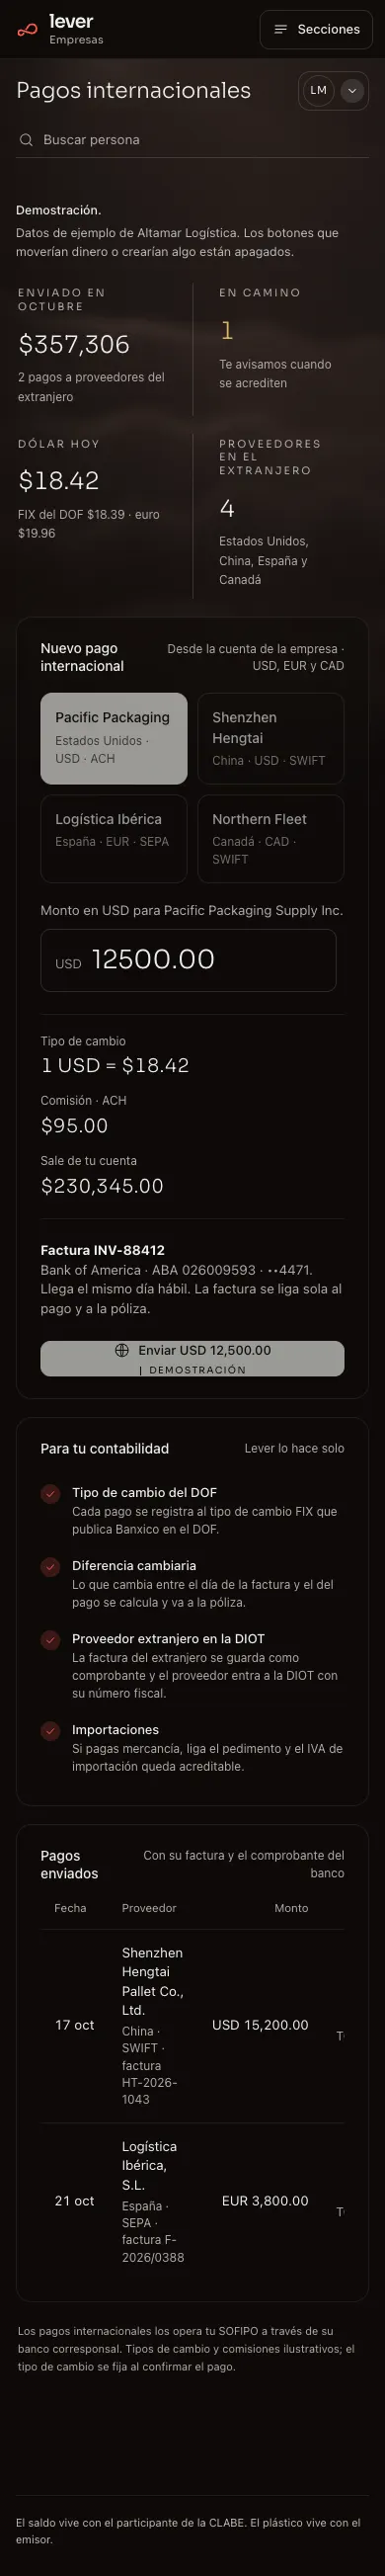 lever
Empresas
Secciones
Pagos internacionales
LM
Buscar persona
Demostración.
Datos de ejemplo de Altamar Logística. Los botones que
moverían dinero o crearían algo están apagados.
ENVIADO EN
OCTUBRE
$357,306
2 pagos a proveedores del
extranjero
EN CAMINO
1
Te avisamos cuando
se acrediten
DÓLAR HOY
$18.42
FIX del DOF $18.39 · euro
$19.96
PROVEEDORES
EN EL
EXTRANJERO
4
Estados Unidos,
China, España y
Canadá
Nuevo pago
internacional
Desde la cuenta de la empresa ·
USD, EUR y CAD
Pacific Packaging
Estados Unidos ·
USD · ACH
Shenzhen
Hengtai
China · USD · SWIFT
Logística Ibérica
España · EUR · SEPA
Northern Fleet
Canadá · CAD ·
SWIFT
Monto en USD para Pacific Packaging Supply Inc.
USD 12500.00
Tipo de cambio
1 USD = $18.42
Comisión · ACH
$95.00
Sale de tu cuenta
$230,345.00
Factura INV-88412
Bank of America · ABA 026009593 · ••4471.
Llega el mismo día hábil. La factura se liga sola al
pago y a la póliza.
Enviar USD 12,500.00
| DEMOSTRACIÓN
Para tu contabilidad
Lever lo hace solo
Tipo de cambio del DOF
Cada pago se registra al tipo de cambio FIX que
publica Banxico en el DOF.
Diferencia cambiaria
Lo que cambia entre el día de la factura y el del
pago se calcula y va a la póliza.
Proveedor extranjero en la DIOT
La factura del extranjero se guarda como
comprobante y el proveedor entra a la DIOT con
su número fiscal.
Importaciones
Si pagas mercancía, liga el pedimento y el IVA de
importación queda acreditable.
Pagos
enviados
Con su factura y el comprobante del
banco
Fecha Proveedor Monto
17 oct
Shenzhen
Hengtai
Pallet Co.,
Ltd.
China ·
SWIFT ·
factura
HT-2026-
1043
USD 15,200.00
21 oct
Logística
Ibérica,
S.L.
España ·
SEPA ·
factura F-
2026/0388
EUR 3,800.00
Los pagos internacionales los opera tu SOFIPO a través de su
banco corresponsal. Tipos de cambio y comisiones ilustrativos; el
tipo de cambio se fija al confirmar el pago.
El saldo vive con el participante de la CLABE. El plástico vive con el
emisor.